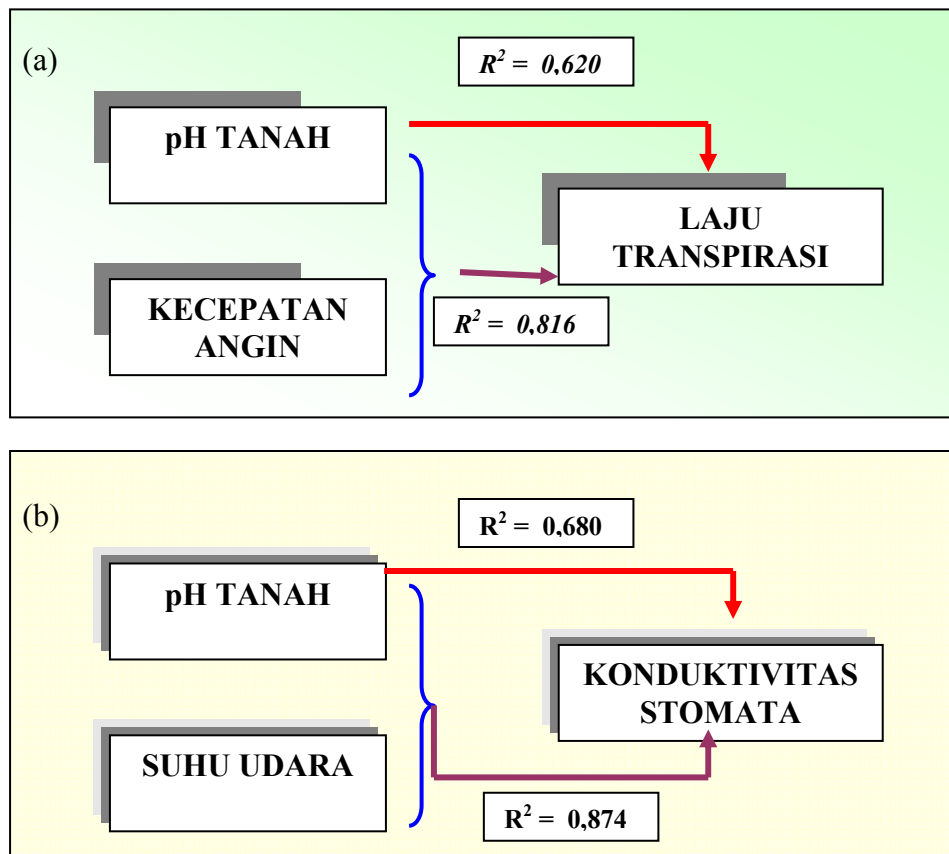 (a)
R² = 0,620
pH TANAH
LAJU
TRANSPIRASI
KECEPATAN
ANGIN
R² = 0,816
(b)
R² = 0,680
pH TANAH
KONDUKTIVITAS
STOMATA
SUHU UDARA
R² = 0,874